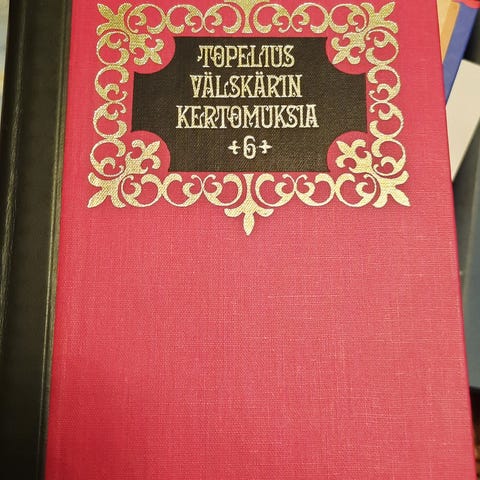 TOPELIUS
VÄLSKÄRIN
KERTOMUKSIA
6